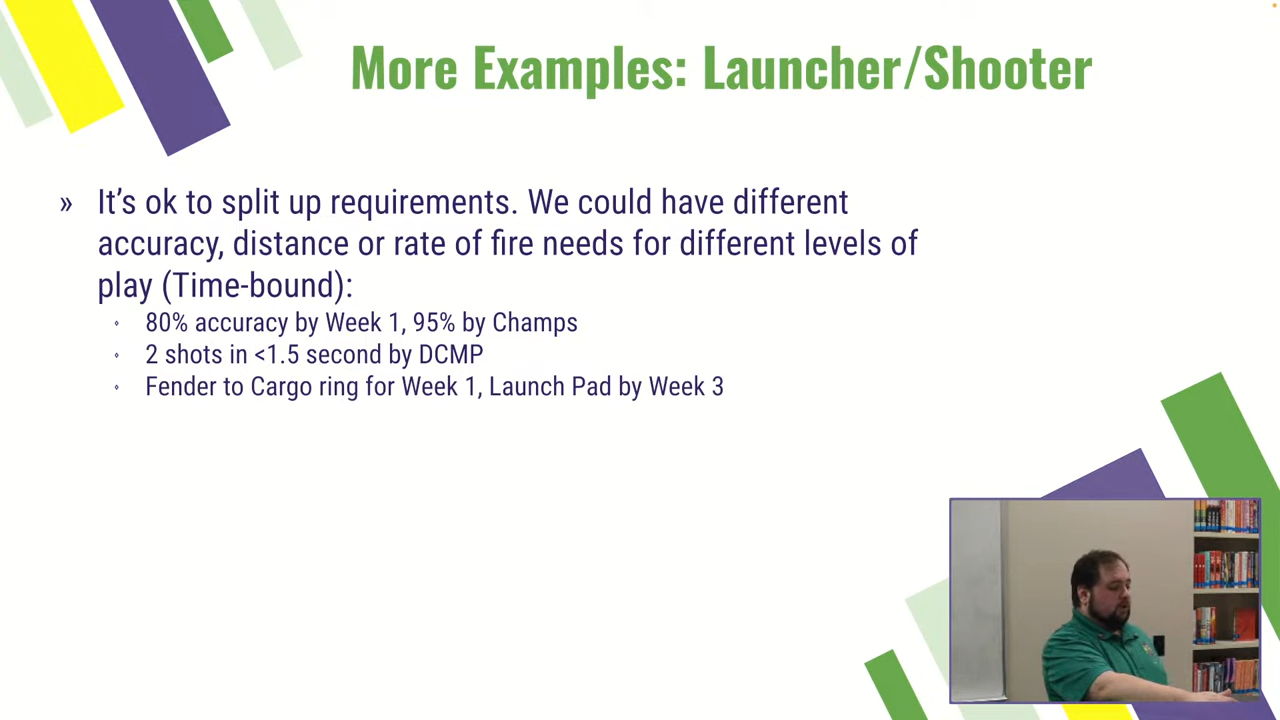 More Examples: Launcher/Shooter
» It’s ok to split up requirements. We could have different
accuracy, distance or rate of fire needs for different levels of
play (Time-bound):
80% accuracy by Week 1, 95% by Champs
2 shots in <1.5 second by DCMP
Fender to Cargo ring for Week 1, Launch Pad by Week 3